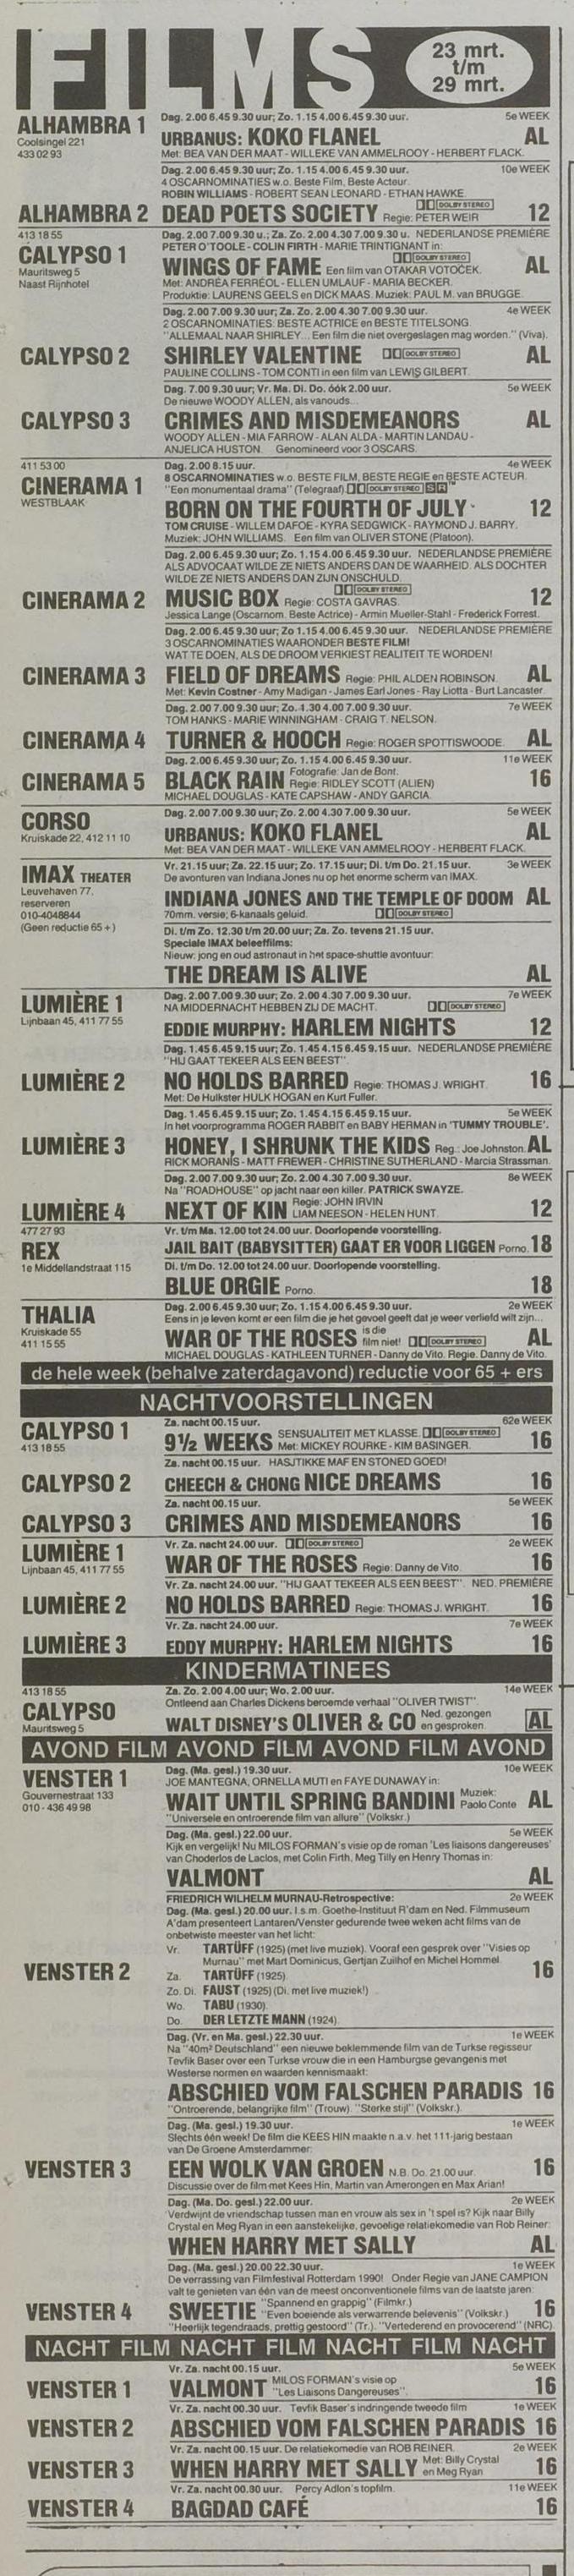 FILMS
23 mrt.
t/m
29 mrt.
ALHAMBRA 1
Coolsingel 221
433 02 93
Dag. 2.00 6.45 9.30 uur; Zo. 1.15 4.00 6.45 9.30 uur. 5e WEEK
URBANUS: KOKO FLANEL AL
Met: BEA VAN DER MAAT - WILLEKE VAN AMMELROOY - HERBERT FLACK.
Dag. 2.00 6.45 9.30 uur; Zo. 1.15 4.00 6.45 9.30 uur. 10e WEEK
4 OSCARNOMINATIES w.o. Beste Film, Beste Acteur.
ROBIN WILLIAMS - ROBERT SEAN LEONARD - ETHAN HAWKE.
ALHAMBRA 2 DEAD POETS SOCIETY Regie: PETER WEIR DOLBY STEREO 12
413 18 55
CALYPSO 1
Mauritsweg 5
Naast Rijnhotel
Dag. 2.00 7.00 9.30 u.; Za. Zo. 2.00 4.30 7.00 9.30 u. NEDERLANDSE PREMIÈRE
PETER O'TOOLE - COLIN FIRTH - MARIE TRINTIGNANT in:
DOLBY STEREO
WINGS OF FAME Een film van OTAKAR VOTOČEK. AL
Met: ANDRÉA FERRÉOL - ELLEN UMLAUF - MARIA BECKER.
Produktie: LAURENS GEELS en DICK MAAS. Muziek: PAUL M. van BRUGGE.
Dag. 2.00 7.00 9.30 uur; Za. Zo. 2.00 4.30 7.00 9.30 uur. 4e WEEK
2 OSCARNOMINATIES: BESTE ACTRICE en BESTE TITELSONG.
"ALLEMAAL NAAR SHIRLEY... Een film die niet overgeslagen mag worden." (Viva).
CALYPSO 2 SHIRLEY VALENTINE DOLBY STEREO AL
PAULINE COLLINS - TOM CONTI in een film van LEWIS GILBERT.
Dag. 7.00 9.30 uur; Vr. Ma. Di. Do. óók 2.00 uur. 5e WEEK
De nieuwe WOODY ALLEN, als vanouds...
CALYPSO 3 CRIMES AND MISDEMEANORS AL
WOODY ALLEN - MIA FARROW - ALAN ALDA - MARTIN LANDAU -
ANJELICA HUSTON. Genomineerd voor 3 OSCARS.
411 53 00
CINERAMA 1
WESTBLAAK
Dag. 2.00 8.15 uur. 4e WEEK
8 OSCARNOMINATIES w.o. BESTE FILM, BESTE REGIE en BESTE ACTEUR.
"Een monumentaal drama" (Telegraaf) DOLBY STEREO SR
BORN ON THE FOURTH OF JULY 12
TOM CRUISE - WILLEM DAFOE - KYRA SEDGWICK - RAYMOND J. BARRY.
Muziek: JOHN WILLIAMS. Een film van OLIVER STONE (Platoon).
Dag. 2.00 6.45 9.30 uur; Zo. 1.15 4.00 6.45 9.30 uur. NEDERLANDSE PREMIÈRE
ALS ADVOCAAT WILDE ZE NIETS ANDERS DAN DE WAARHEID. ALS DOCHTER
WILDE ZE NIETS ANDERS DAN ZIJN ONSCHULD.
DOLBY STEREO
CINERAMA 2 MUSIC BOX Regie: COSTA GAVRAS. 12
Jessica Lange (Oscarnom. Beste Actrice) - Armin Mueller-Stahl - Frederick Forrest.
Dag. 2.00 6.45 9.30 uur; Zo 1.15 4.00 6.45 9.30 uur. NEDERLANDSE PREMIÈRE
3 OSCARNOMINATIES WAARONDER BESTE FILM!
WAT TE DOEN, ALS DE DROOM VERKIEST REALITEIT TE WORDEN!
CINERAMA 3 FIELD OF DREAMS Regie: PHIL ALDEN ROBINSON. AL
Met: Kevin Costner - Amy Madigan - James Earl Jones - Ray Liotta - Burt Lancaster.
Dag. 2.00 7.00 9.30 uur; Zo. 1.30 4.00 7.00 9.30 uur. 7e WEEK
TOM HANKS - MARIE WINNINGHAM - CRAIG T. NELSON.
CINERAMA 4 TURNER & HOOCH Regie: ROGER SPOTTISWOODE. AL
Dag. 2.00 6.45 9.30 uur; Zo. 1.15 4.00 6.45 9.30 uur. 11e WEEK
CINERAMA 5 BLACK RAIN Fotografie: Jan de Bont. Regie: RIDLEY SCOTT (ALIEN) 16
MICHAEL DOUGLAS - KATE CAPSHAW - ANDY GARCIA.
CORSO
Kruiskade 22, 412 11 10
Dag. 2.00 7.00 9.30 uur; Zo. 2.00 4.30 7.00 9.30 uur. 5e WEEK
URBANUS: KOKO FLANEL AL
Met: BEA VAN DER MAAT - WILLEKE VAN AMMELROOY - HERBERT FLECK.
IMAX THEATER
Leuvehaven 77,
reserveren
010-4048844
(Geen reductie 65 +)
Vr. 21.15 uur; Za. 22.15 uur; Zo. 17.15 uur; Di. t/m Do. 21.15 uur. 3e WEEK
De avonturen van Indiana Jones nu op het enorme scherm van IMAX.
INDIANA JONES AND THE TEMPLE OF DOOM AL
70mm. versie; 6-kanaals geluid. DOLBY STEREO
Di. t/m Zo. 12.30 t/m 20.00 uur; Za. Zo. tevens 21.15 uur.
Speciale IMAX beleeffilms:
Nieuw: jong en oud astronaut in het space-shuttle avontuur:
THE DREAM IS ALIVE AL
LUMIÈRE 1
Lijnbaan 45, 411 77 55
Dag. 2.00 7.00 9.30 uur; Zo. 2.00 4.30 7.00 9.30 uur. 7e WEEK
NA MIDDERNACHT HEBBEN ZIJ DE MACHT. DOLBY STEREO
EDDIE MURPHY: HARLEM NIGHTS 12
Dag. 1.45 6.45 9.15 uur; Zo. 1.45 4.15 6.45 9.15 uur. NEDERLANDSE PREMIÈRE
"HIJ GAAT TEKEER ALS EEN BEEST".
LUMIÈRE 2 NO HOLDS BARRED Regie: THOMAS J. WRIGHT. 16
Met: De Hulkster HULK HOGAN en Kurt Fuller.
Dag. 1.45 6.45 9.15 uur; Zo. 1.45 4.15 6.45 9.15 uur. 5e WEEK
In het voorprogramma ROGER RABBIT en BABY HERMAN in 'TUMMY TROUBLE'.
LUMIÈRE 3 HONEY, I SHRUNK THE KIDS Reg.: Joe Johnston. AL
RICK MORANIS - MATT FREWER - CHRISTINE SUTHERLAND - Marcia Strassman.
Dag. 2.00 7.00 9.30 uur; Zo. 2.00 4.30 7.00 9.30 uur. 8e WEEK
Na "ROADHOUSE" op jacht naar een killer. PATRICK SWAYZE.
LUMIÈRE 4 NEXT OF KIN Regie: JOHN IRVIN LIAM NEESON - HELEN HUNT. 12
477 27 93
REX
1e Middellandstraat 115
Vr. t/m Ma. 12.00 tot 24.00 uur. Doorlopende voorstelling.
JAIL BAIT (BABYSITTER) GAAT ER VOOR LIGGEN Porno. 18
Di. t/m Do. 12.00 tot 24.00 uur. Doorlopende voorstelling.
BLUE ORGIE Porno. 18
THALIA
Kruiskade 55
411 15 55
Dag. 2.00 6.45 9.30 uur; Zo. 1.15 4.00 6.45 9.30 uur. 2e WEEK
Eens in je leven komt er een film die je het gevoel geeft dat je weer verliefd wilt zijn...
WAR OF THE ROSES is die film niet! DOLBY STEREO AL
MICHAEL DOUGLAS - KATHLEEN TURNER - Danny de Vito. Regie: Danny de Vito.
de hele week (behalve zaterdagavond) reductie voor 65 + ers
NACHTVOORSTELLINGEN
CALYPSO 1
413 18 55
Za. nacht 00.15 uur. 62e WEEK
9½ WEEKS SENSUALITEIT MET KLASSE. DOLBY STEREO Met: MICKEY ROURKE - KIM BASINGER. 16
Za. nacht 00.15 uur. HASJTIKKE MAF EN STONED GOED!
CALYPSO 2 CHEECH & CHONG NICE DREAMS 16
Za. nacht 00.15 uur. 5e WEEK
CALYPSO 3 CRIMES AND MISDEMEANORS 16
LUMIÈRE 1
Lijnbaan 45, 411 77 55
Vr. Za. nacht 24.00 uur. DOLBY STEREO 2e WEEK
WAR OF THE ROSES Regie: Danny de Vito. 16
Vr. Za. nacht 24.00 uur. "HIJ GAAT TEKEER ALS EEN BEEST". NED. PREMIÈRE
LUMIÈRE 2 NO HOLDS BARRED Regie: THOMAS J. WRIGHT. 16
Vr. Za. nacht 24.00 uur. 7e WEEK
LUMIÈRE 3 EDDY MURPHY: HARLEM NIGHTS 16
KINDERMATINEES
413 18 55
CALYPSO
Mauritsweg 5
Za. Zo. 2.00 4.00 uur; Wo. 2.00 uur. 14e WEEK
Ontleend aan Charles Dickens beroemde verhaal "OLIVER TWIST".
WALT DISNEY'S OLIVER & CO Ned. gezongen en gesproken. AL
AVOND FILM AVOND FILM AVOND FILM AVOND
VENSTER 1
Gouvernestraat 133
010 - 436 49 98
Dag. (Ma. gesl.) 19.30 uur. 10e WEEK
JOE MANTEGNA, ORNELLA MUTI en FAYE DUNAWAY in:
WAIT UNTIL SPRING BANDINI Muziek: Paolo Conte AL
"Universele en ontroerende film van allure" (Volkskr.)
Dag. (Ma. gesl.) 22.00 uur. 5e WEEK
Kijk en vergelijk! Nu MILOS FORMAN's visie op de roman 'Les liaisons dangereuses'
van Choderlos de Laclos, met Colin Firth, Meg Tilly en Henry Thomas in:
VALMONT AL
FRIEDRICH WILHELM MURNAU-Retrospective: 2e WEEK
Dag. (Ma. gesl.) 20.00 uur. I.s.m. Goethe-Instituut R'dam en Ned. Filmmuseum
A'dam presenteert Lantaren/Venster gedurende twee weken acht films van de
onbetwiste meester van het licht:
Vr. TARTÜFF (1925) (met live muziek). Vooraf een gesprek over "Visies op
Murnau" met Mart Dominicus, Gertjan Zuilhof en Michel Hommel.
VENSTER 2 Za. TARTÜFF (1925) 16
Zo. Di. FAUST (1925) (Di. met live muziek!)
Wo. TABU (1930).
Do. DER LETZTE MANN (1924).
Dag. (Vr. en Ma. gesl.) 22.30 uur. 1e WEEK
Na "40m² Deutschland" een nieuwe beklemmende film van de Turkse regisseur
Tevfik Baser over een Turkse vrouw die in een Hamburgse gevangenis met
Westerse normen en waarden kennismaakt:
ABSCHIED VOM FALSCHEN PARADIS 16
"Ontroerende, belangrijke film" (Trouw). "Sterke stijl" (Volkskr.).
Dag. (Ma. gesl.) 19.30 uur. 1e WEEK
Slechts één week! De film die KEES HIN maakte n.a.v. het 111-jarig bestaan
van De Groene Amsterdammer:
VENSTER 3 EEN WOLK VAN GROEN N.B. Do. 21.00 uur. 16
Discussie over de film met Kees Hin, Martin van Amerongen en Max Arian!
Dag. (Ma. Do. gesl.) 22.00 uur. 2e WEEK
Verdwijnt de vriendschap tussen man en vrouw als sex in 't spel is? Kijk naar Billy
Crystal en Meg Ryan in een aanstekelijke, gevoelige relatiekomedie van Rob Reiner:
WHEN HARRY MET SALLY AL
Dag. (Ma. gesl.) 20.00 22.30 uur. 1e WEEK
De verrassing van Filmfestival Rotterdam 1990! Onder Regie van JANE CAMPION
valt te genieten van één van de meest onconventionele films van de laatste jaren:
VENSTER 4 SWEETIE "Spannend en grappig" (Filmkr.) "Even boeiende als verwarrende belevenis" (Volkskr.) 16
"Heerlijk tegendraads, prettig gestoord" (Tr.). "Vertederend en provocerend" (NRC).
NACHT FILM NACHT FILM NACHT FILM NACHT
Vr. Za. nacht 00.15 uur. 5e WEEK
VENSTER 1 VALMONT MILOS FORMAN's visie op "Les Liaisons Dangereuses". 16
Vr. Za. nacht 00.30 uur. Tevfik Baser's indringende tweede film 1e WEEK
VENSTER 2 ABSCHIED VOM FALSCHEN PARADIS 16
Vr. Za. nacht 00.15 uur. De relatiekomedie van ROB REINER. 2e WEEK
VENSTER 3 WHEN HARRY MET SALLY Met: Billy Crystal en Meg Ryan 16
Vr. Za. nacht 00.30 uur. Percy Adlon's topfilm. 11e WEEK
VENSTER 4 BAGDAD CAFÉ 16